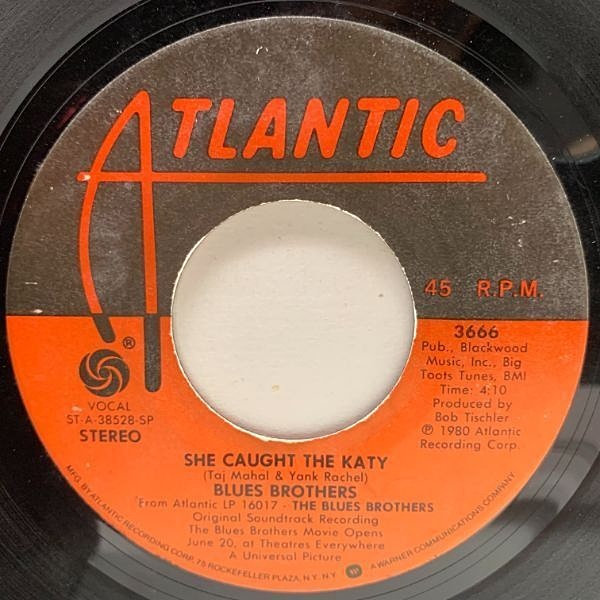 ATLANTIC
45 R.P.M.
®
VOCAL
ST-A-38528-SP
STEREO
3666
Pub., Blackwood
Music, Inc., Big
Toots Tunes, BMI
Time: 4:10
Produced by
Bob Tischler
℗ 1980 Atlantic
Recording Corp.
SHE CAUGHT THE KATY
(Taj Mahal & Yank Rachel)
BLUES BROTHERS
From Atlantic LP 16017 - THE BLUES BROTHERS
Original Soundtrack Recording
The Blues Brothers Movie Opens
June 20, at Theatres Everywhere
A Universal Picture
MFG. BY ATLANTIC RECORDING CORP. 75 ROCKEFELLER PLAZA, N.Y. N.Y. A WARNER COMMUNICATIONS COMPANY